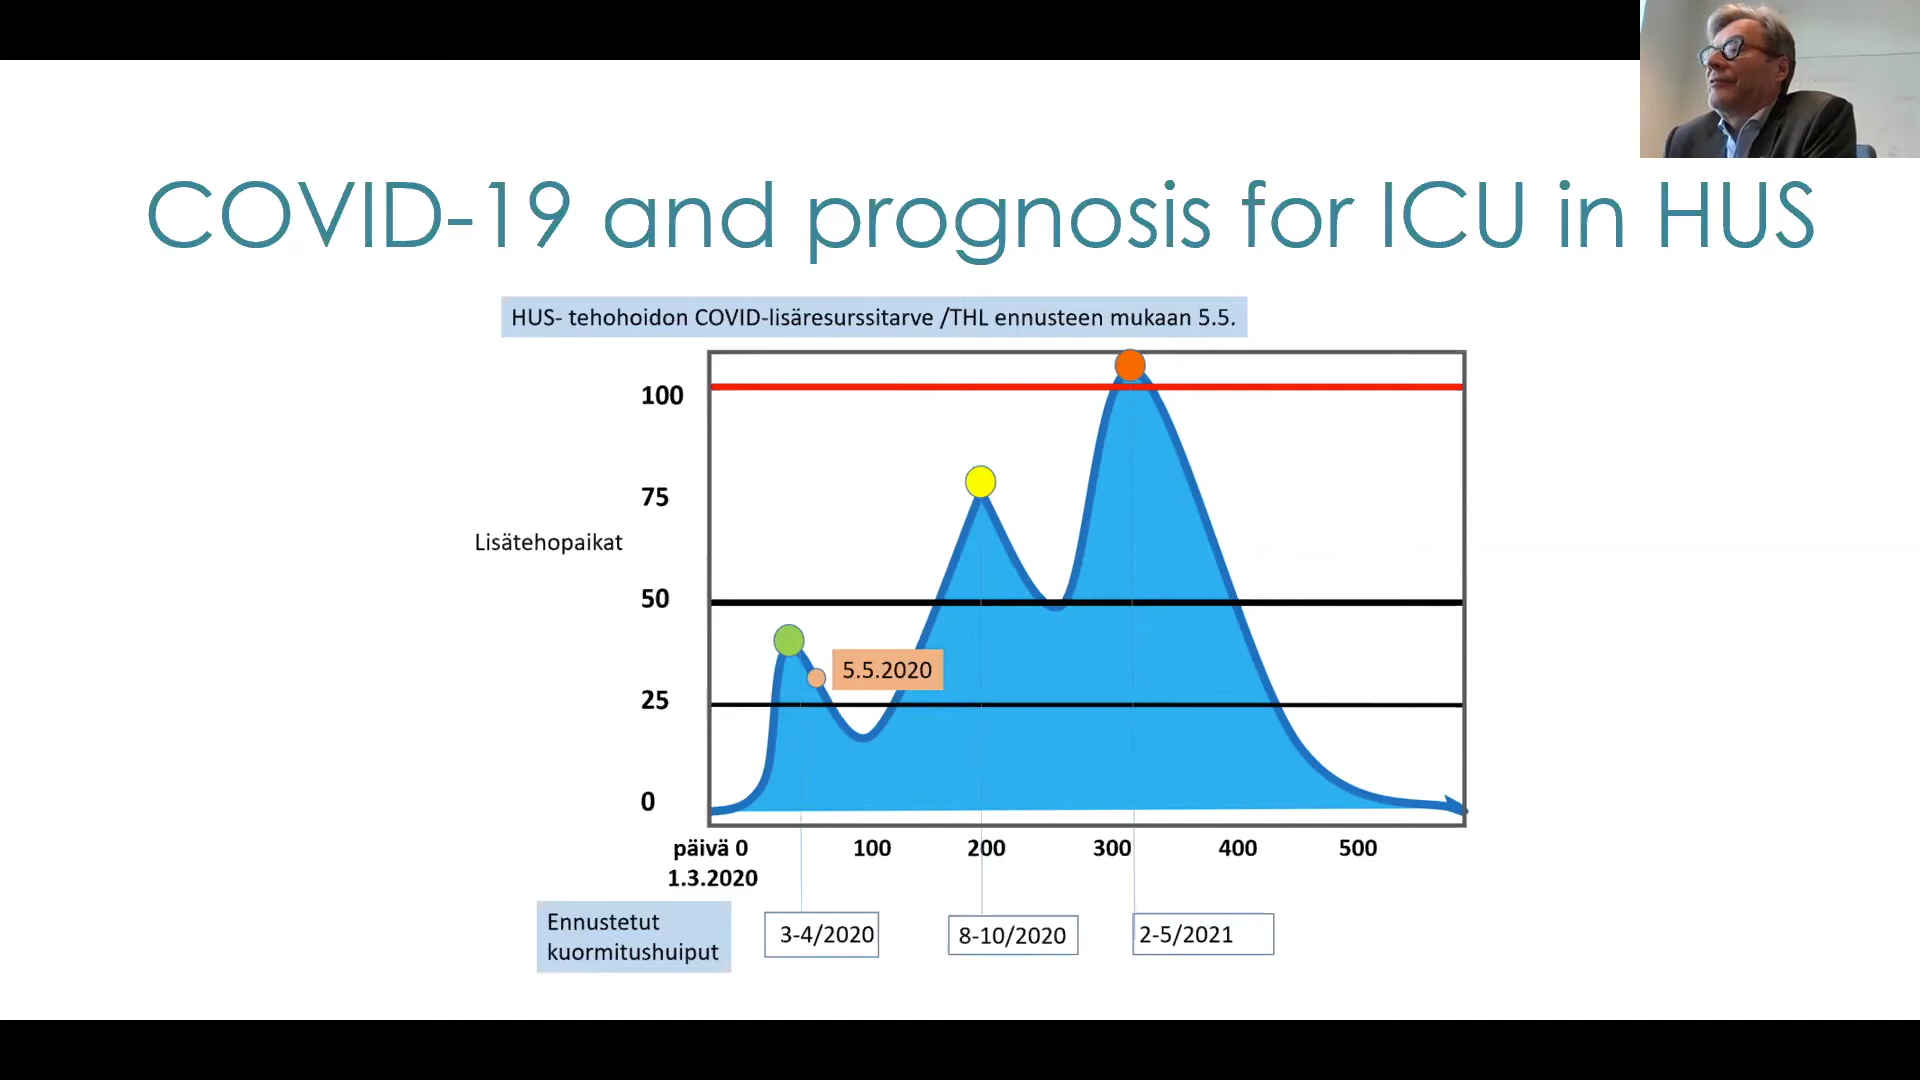 COVID-19 and prognosis for ICU in HUS
HUS- tehohoidon COVID-lisäresurssitarve /THL ennusteen mukaan 5.5.
100
75
Lisätehopaikat
50
5.5.2020
25
0
päivä 0 100 200 300 400 500
1.3.2020
Ennustetut
kuormitushuiput
3-4/2020 8-10/2020 2-5/2021